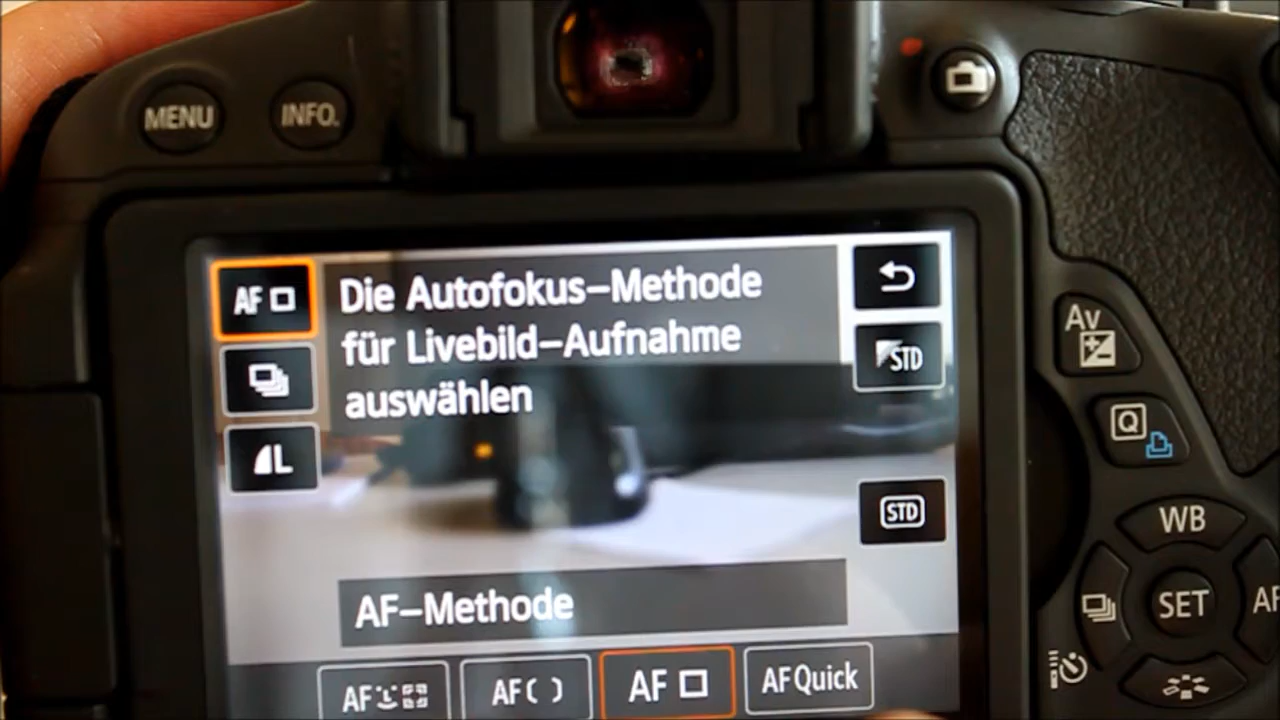 MENU
INFO.
AF
Die Autofokus-Methode
für Livebild-Aufnahme
auswählen
STD
L
STD
AF-Methode
AF
AF ( )
AF
AF Quick
Av
Q
WB
SET
AF